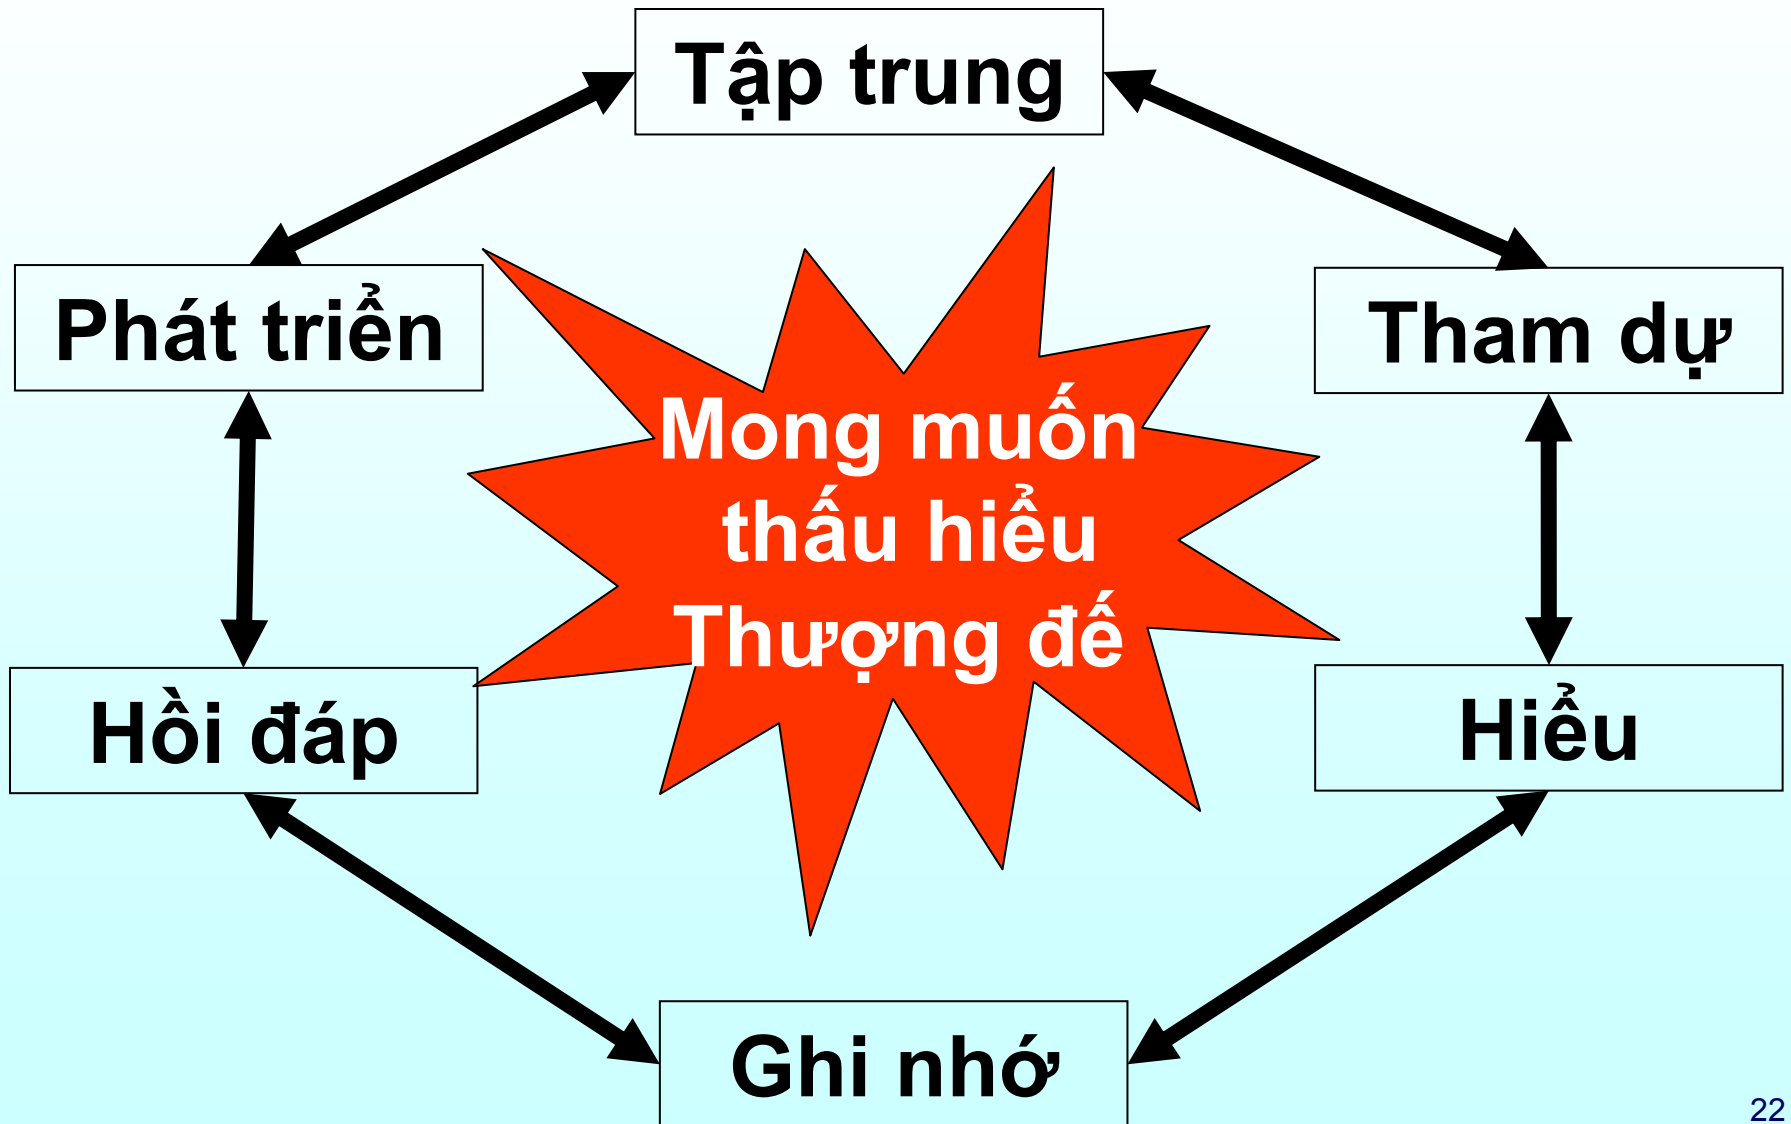 Tập trung
Phát triển
Tham dự
Mong muốn
thấu hiểu
Thượng đế
Hồi đáp
Hiểu
Ghi nhớ
22